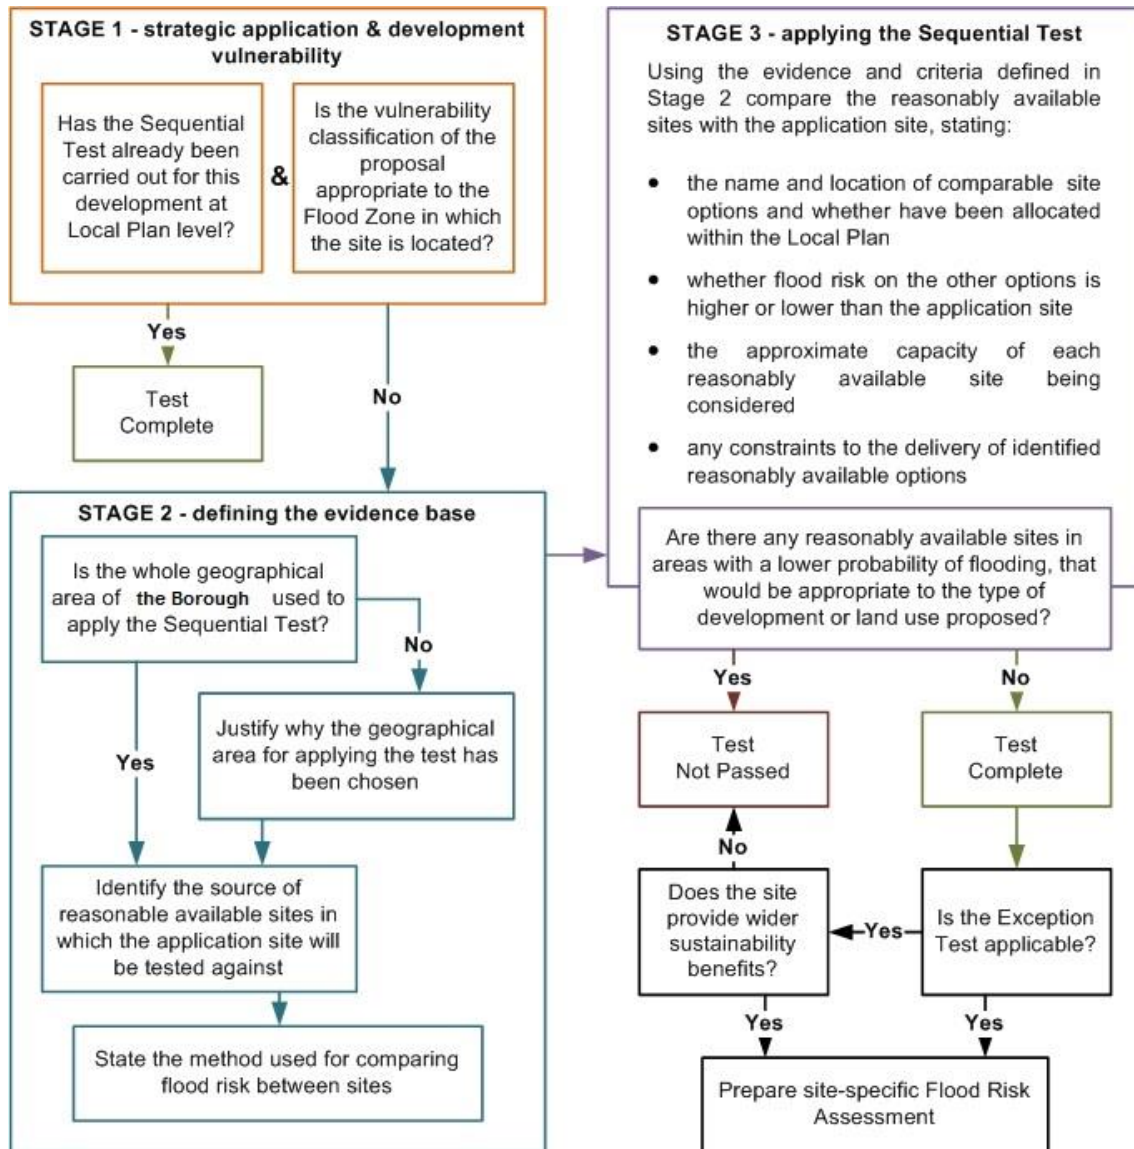 STAGE 1 - strategic application & development
vulnerability
Has the Sequential
Test already been
carried out for this
development at
Local Plan level?
&
Is the vulnerability
classification of the
proposal
appropriate to the
Flood Zone in which
the site is located?
Yes
No
Test
Complete
STAGE 2 - defining the evidence base
Is the whole geographical
area of the Borough used to
apply the Sequential Test?
No
Yes
Justify why the geographical
area for applying the test has
been chosen
Identify the source of
reasonable available sites in
which the application site will
be tested against
State the method used for comparing
flood risk between sites
STAGE 3 - applying the Sequential Test
Using the evidence and criteria defined in
Stage 2 compare the reasonably available
sites with the application site, stating:
• the name and location of comparable site
options and whether have been allocated
within the Local Plan
• whether flood risk on the other options is
higher or lower than the application site
• the approximate capacity of each
reasonably available site being
considered
• any constraints to the delivery of identified
reasonably available options
Are there any reasonably available sites in
areas with a lower probability of flooding, that
would be appropriate to the type of
development or land use proposed?
Yes
No
Test
Not Passed
Test
Complete
No
Does the site
provide wider
sustainability
benefits?
Yes
Is the Exception
Test applicable?
Yes
Yes
Prepare site-specific Flood Risk
Assessment